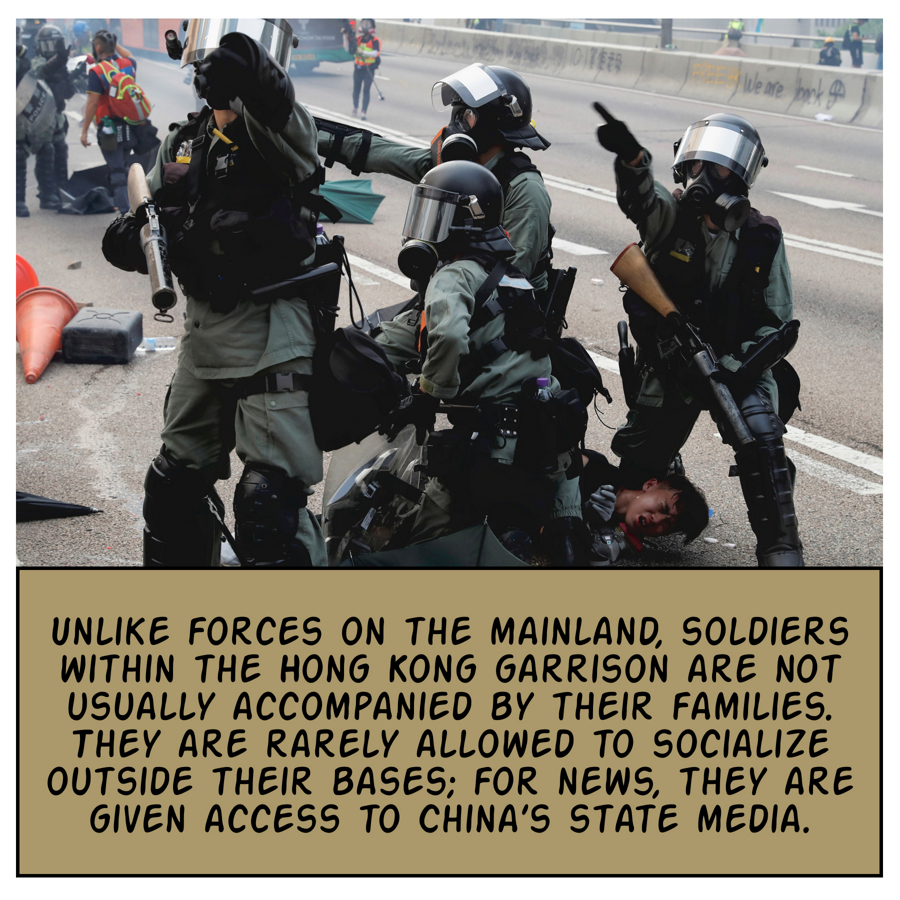 We are back
UNLIKE FORCES ON THE MAINLAND, SOLDIERS
WITHIN THE HONG KONG GARRISON ARE NOT
USUALLY ACCOMPANIED BY THEIR FAMILIES.
THEY ARE RARELY ALLOWED TO SOCIALIZE
OUTSIDE THEIR BASES; FOR NEWS, THEY ARE
GIVEN ACCESS TO CHINA'S STATE MEDIA.